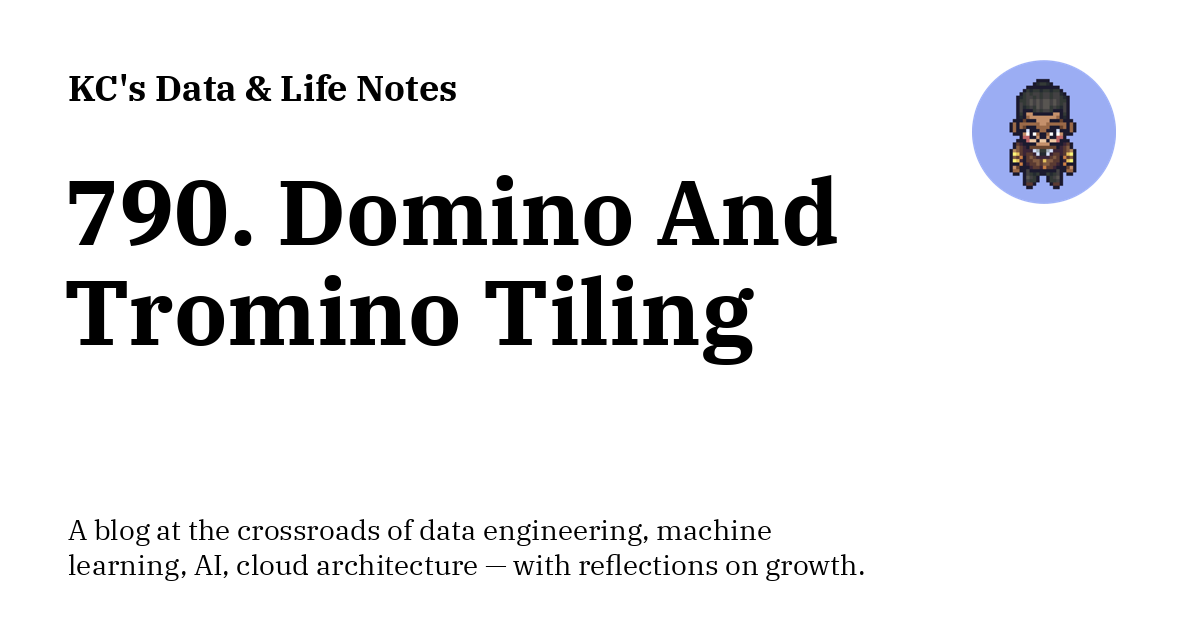 KC's Data & Life Notes
790. Domino And
Tromino Tiling
A blog at the crossroads of data engineering, machine
learning, AI, cloud architecture — with reflections on growth.